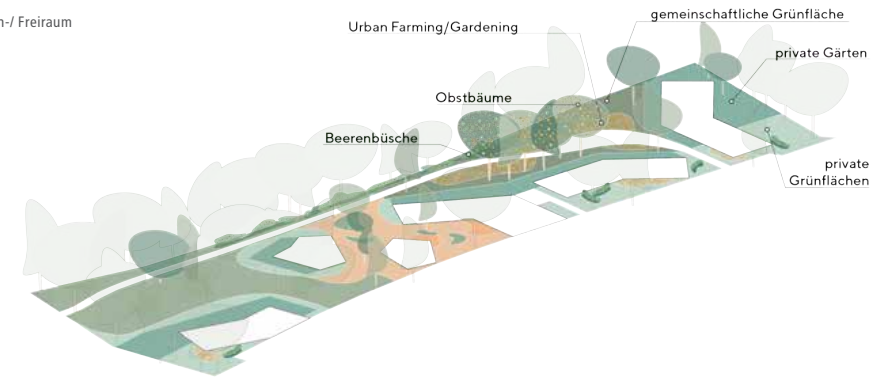 n-/ Freiraum
gemeinschaftliche Grünfläche
Urban Farming/Gardening
private Gärten
Obstbäume
Beerenbüsche
private
Grünflächen